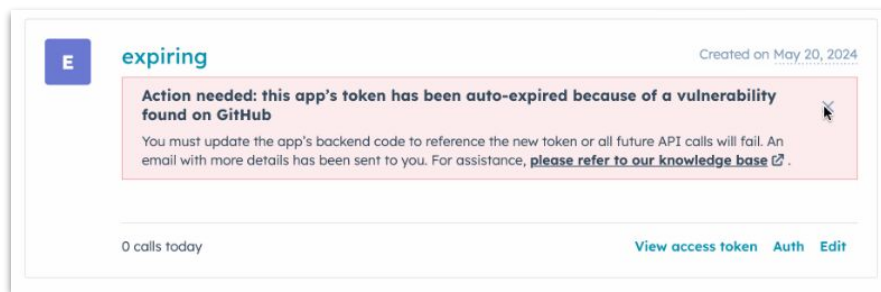 E
expiring
Created on May 20, 2024
Action needed: this app's token has been auto-expired because of a vulnerability
found on GitHub
You must update the app's backend code to reference the new token or all future API calls will fail. An
email with more details has been sent to you. For assistance, please refer to our knowledge base .
0 calls today
View access token Auth Edit